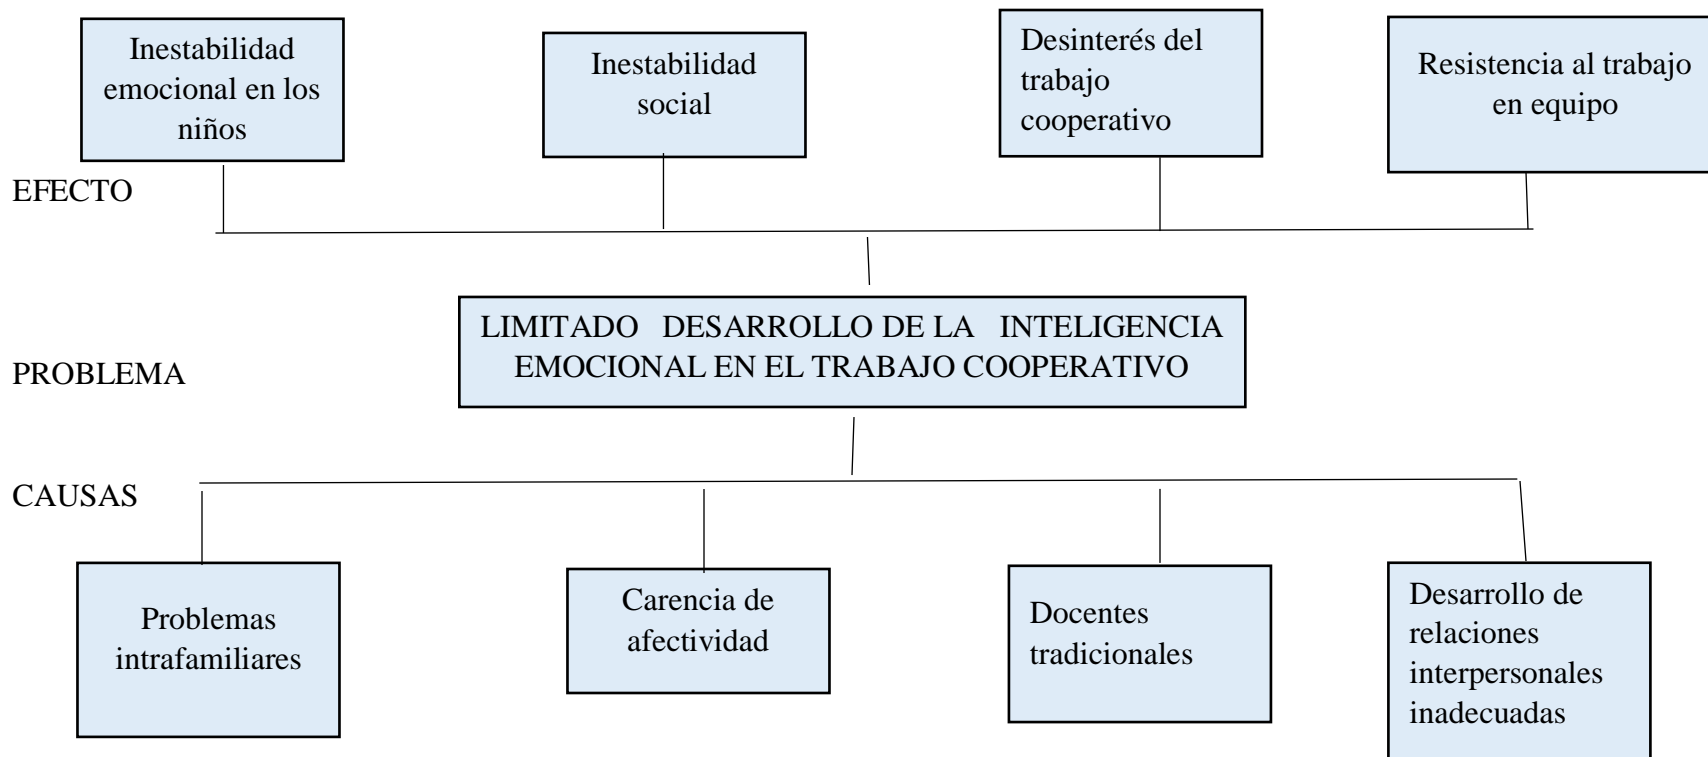 Inestabilidad
emocional en los
niños
Inestabilidad
social
Desinterés del
trabajo
cooperativo
Resistencia al trabajo
en equipo
EFECTO
LIMITADO DESARROLLO DE LA INTELIGENCIA
EMOCIONAL EN EL TRABAJO COOPERATIVO
PROBLEMA
CAUSAS
Problemas
intrafamiliares
Carencia de
afectividad
Docentes
tradicionales
Desarrollo de
relaciones
interpersonales
inadecuadas